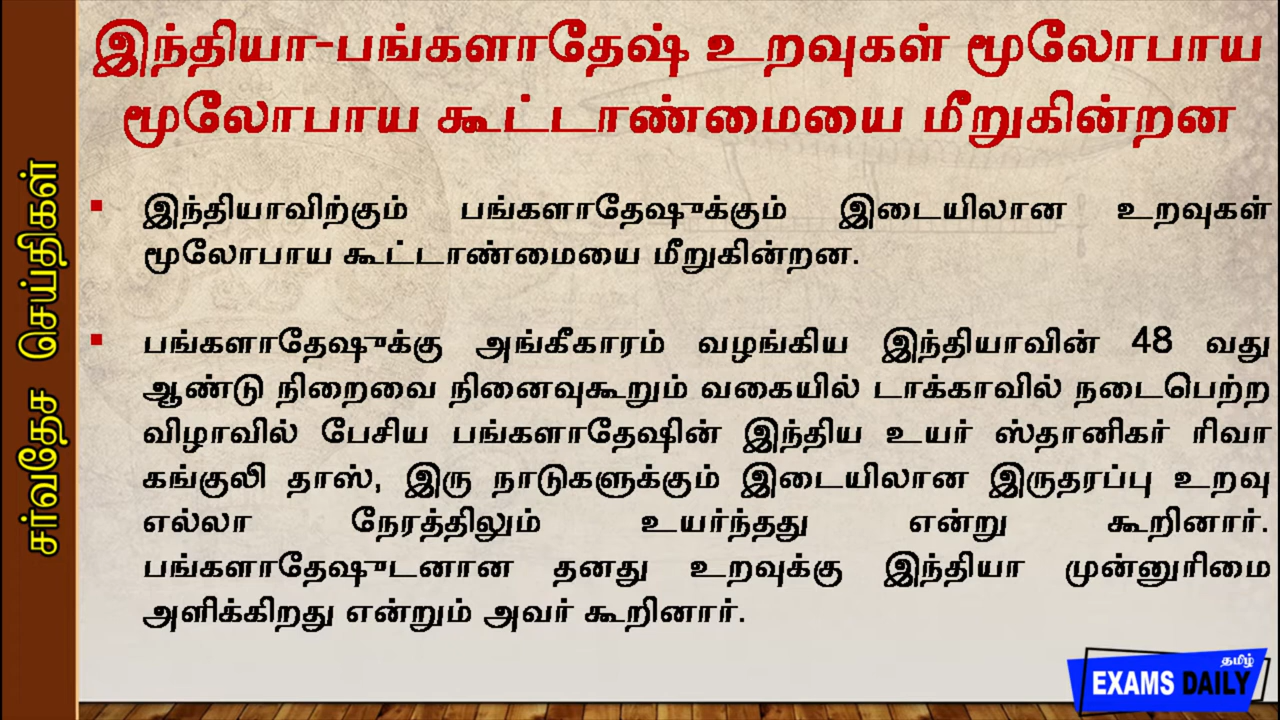 இந்தியா-பங்களாதேஷ் உறவுகள் மூலோபாய
மூலோபாய கூட்டாண்மையை மீறுகின்றன
சர்வதேச செய்திகள்
இந்தியாவிற்கும் பங்களாதேஷுக்கும் இடையிலான உறவுகள்
மூலோபாய கூட்டாண்மையை மீறுகின்றன.
பங்களாதேஷுக்கு அங்கீகாரம் வழங்கிய இந்தியாவின் 48 வது
ஆண்டு நிறைவை நினைவுகூறும் வகையில் டாக்காவில் நடைபெற்ற
விழாவில் பேசிய பங்களாதேஷின் இந்திய உயர் ஸ்தானிகர் ரிவா
கங்குலி தாஸ், இரு நாடுகளுக்கும் இடையிலான இருதரப்பு உறவு
எல்லா நேரத்திலும் உயர்ந்தது என்று கூறினார்.
பங்களாதேஷுடனான தனது உறவுக்கு இந்தியா முன்னுரிமை
அளிக்கிறது என்றும் அவர் கூறினார்.
தமிழ்
EXAMS DAILY